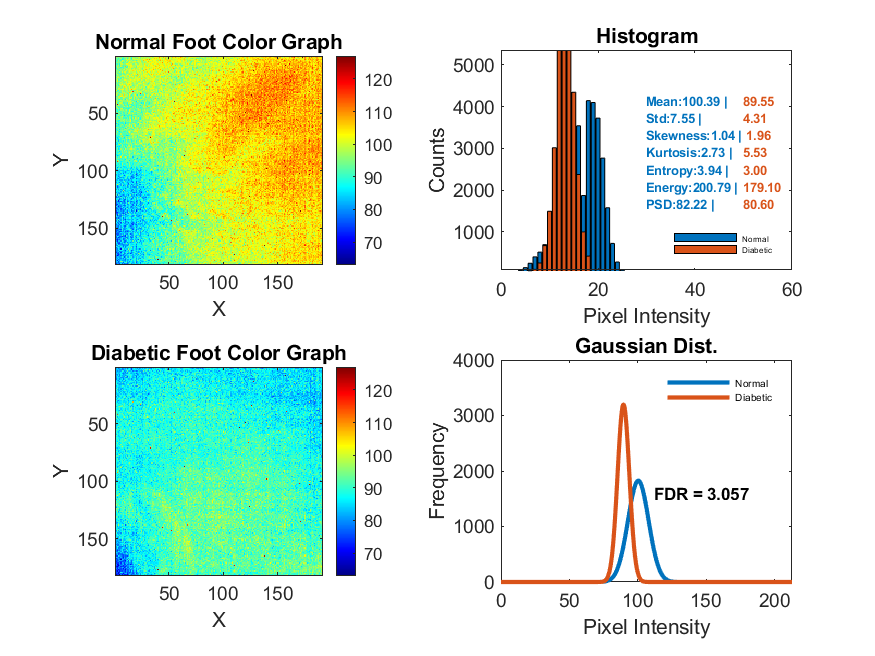 Normal Foot Color Graph
120
110
100
90
80
70
50
100
150
Y
50 100 150
X
Histogram
5000
4000
3000
2000
1000
Counts
Mean:100.39 | 89.55
Std:7.55 | 4.31
Skewness:1.04 | 1.96
Kurtosis:2.73 | 5.53
Entropy:3.94 | 3.00
Energy:200.79 | 179.10
PSD:82.22 | 80.60
Normal
Diabetic
0 20 40 60
Pixel Intensity
Diabetic Foot Color Graph
120
110
100
90
80
70
50
100
150
Y
50 100 150
X
Gaussian Dist.
4000
3000
2000
1000
0
Frequency
Normal
Diabetic
FDR = 3.057
0 50 100 150 200
Pixel Intensity